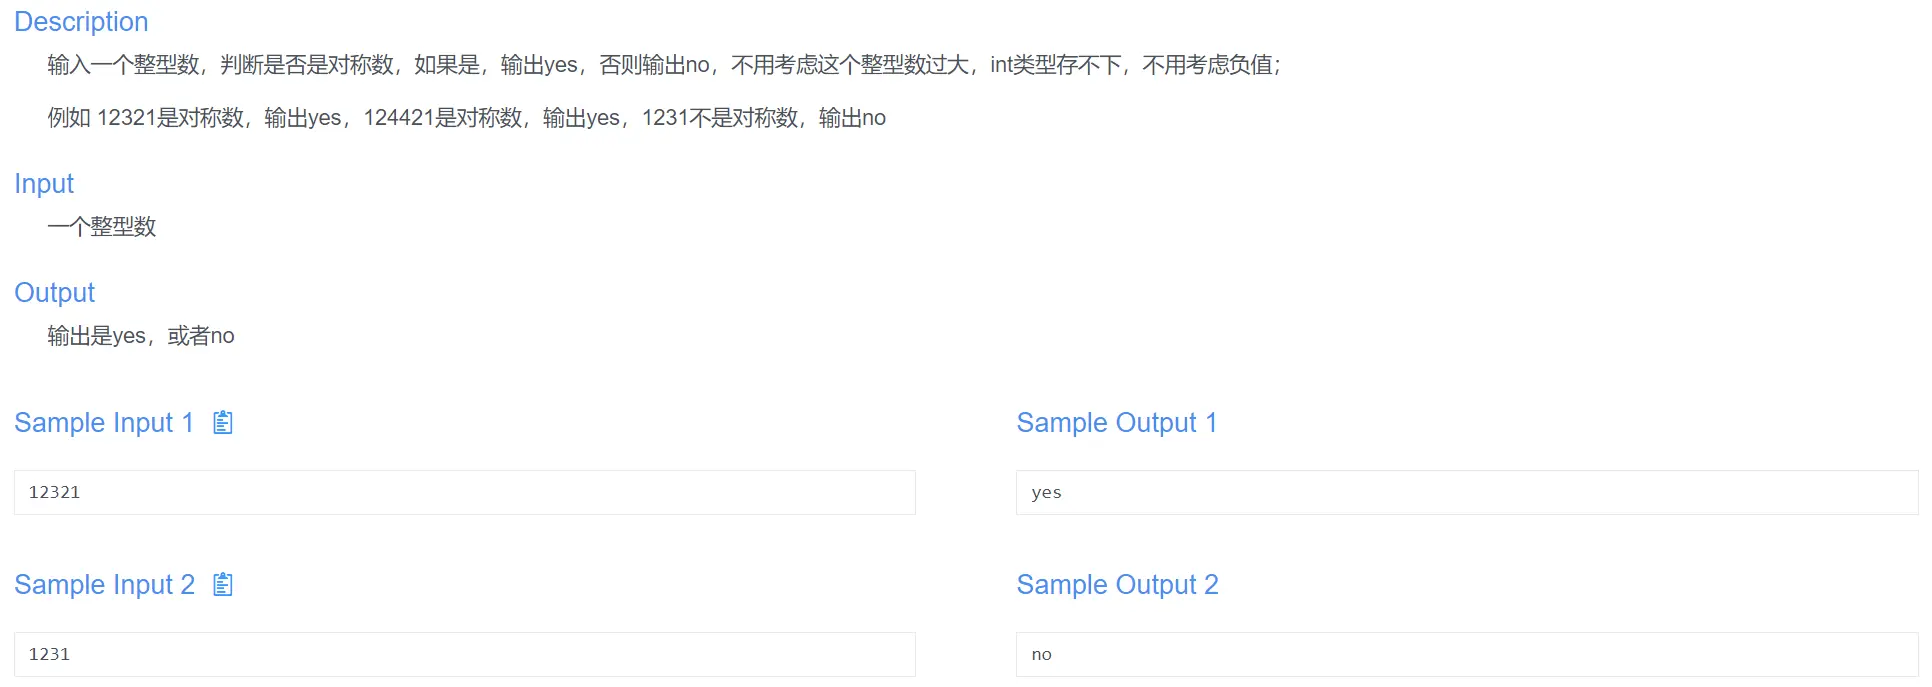 Description
输入一个整型数，判断是否是对称数，如果是，输出yes，否则输出no，不用考虑这个整型数过大，int类型存不下，不用考虑负值；
例如 12321是对称数，输出yes，124421是对称数，输出yes，1231不是对称数，输出no
Input
一个整型数
Output
输出是yes，或者no
Sample Input 1
Sample Output 1
12321
yes
Sample Input 2
Sample Output 2
1231
no